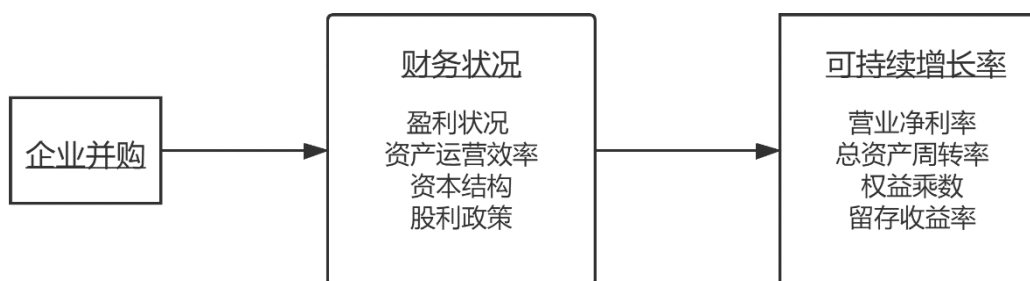 企业并购
财务状况
盈利状况
资产运营效率
资本结构
股利政策
可持续增长率
营业净利率
总资产周转率
权益乘数
留存收益率